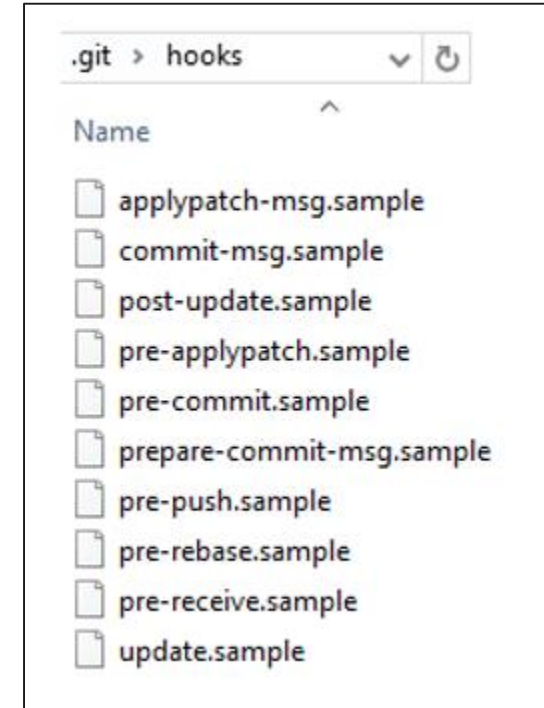 .git > hooks
Name
applypatch-msg.sample
commit-msg.sample
post-update.sample
pre-applypatch.sample
pre-commit.sample
prepare-commit-msg.sample
pre-push.sample
pre-rebase.sample
pre-receive.sample
update.sample